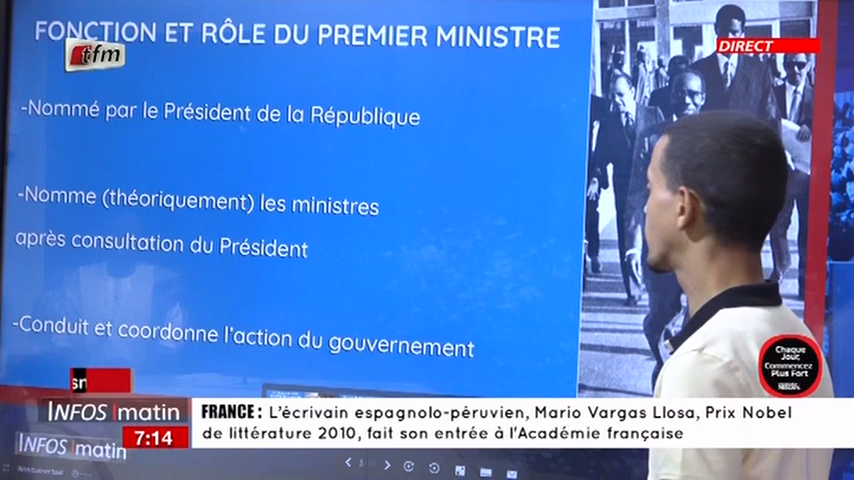 FONCTION ET RÔLE DU PREMIER MINISTRE
tfm
DIRECT
-Nommé par le Président de la République
-Nomme (théoriquement) les ministres
après consultation du Président
-Conduit et coordonne l'action du gouvernement
Chaque
Jour,
Commencez
Plus Fort
sn
INFOS matin
FRANCE : L'écrivain espagnolo-péruvien, Mario Vargas Llosa, Prix Nobel
7:14
de littérature 2010, fait son entrée à l'Académie française
INFOS matin